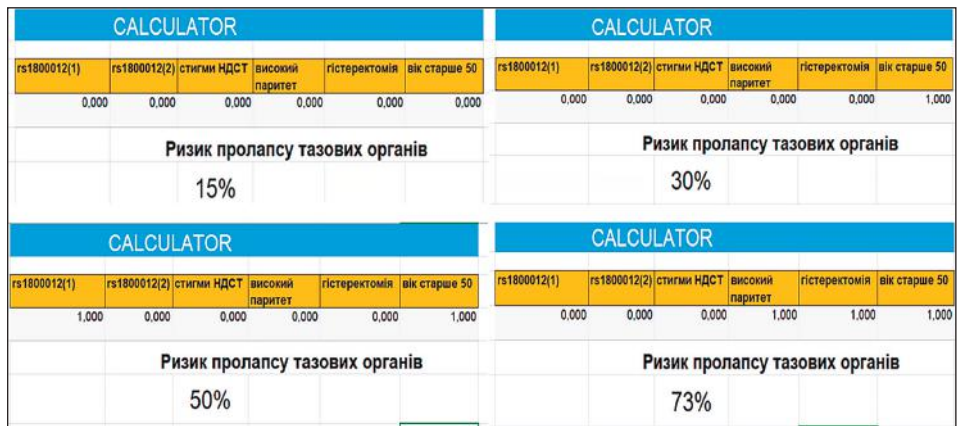 CALCULATOR
rs1800012(1) rs1800012(2) стигми НДСТ високий паритет гістеректомія вік старше 50
0,000 0,000 0,000 0,000 0,000 0,000
Ризик пролапсу тазових органів
15%
CALCULATOR
rs1800012(1) rs1800012(2) стигми НДСТ високий паритет гістеректомія вік старше 50
0,000 0,000 0,000 0,000 0,000 1,000
Ризик пролапсу тазових органів
30%
CALCULATOR
rs1800012(1) rs1800012(2) стигми НДСТ високий паритет гістеректомія вік старше 50
1,000 0,000 0,000 0,000 0,000 1,000
Ризик пролапсу тазових органів
50%
CALCULATOR
rs1800012(1) rs1800012(2) стигми НДСТ високий паритет гістеректомія вік старше 50
0,000 0,000 0,000 1,000 1,000 1,000
Ризик пролапсу тазових органів
73%